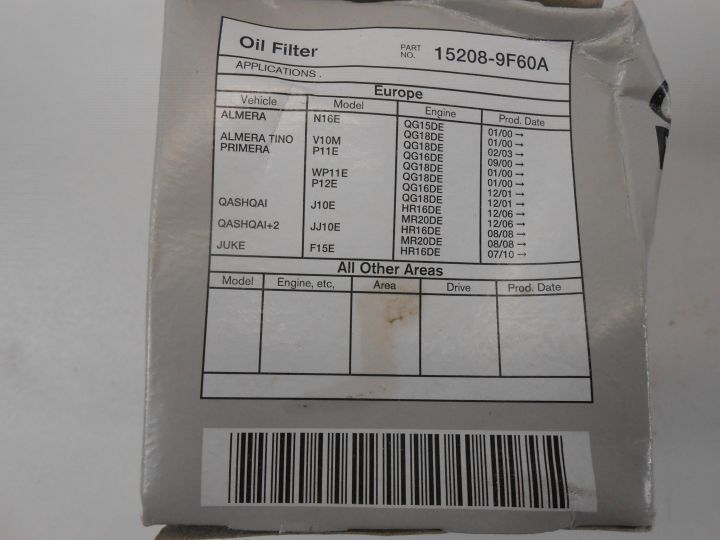 Oil Filter PART NO. 15208-9F60A
APPLICATIONS .
Europe
Vehicle Model Engine Prod. Date
ALMERA N16E QG15DE 01/00 →
QG18DE 01/00 →
ALMERA TINO V10M QG18DE 02/03 →
PRIMERA P11E QG16DE 09/00 →
QG18DE 01/00 →
WP11E QG18DE 01/00 →
P12E QG16DE 12/01 →
QG18DE 12/01 →
QASHQAI J10E HR16DE 12/06 →
MR20DE 12/06 →
QASHQAI+2 JJ10E HR16DE 08/08 →
MR20DE 08/08 →
JUKE F15E HR16DE 07/10 →
All Other Areas
Model Engine, etc, Area Drive Prod. Date